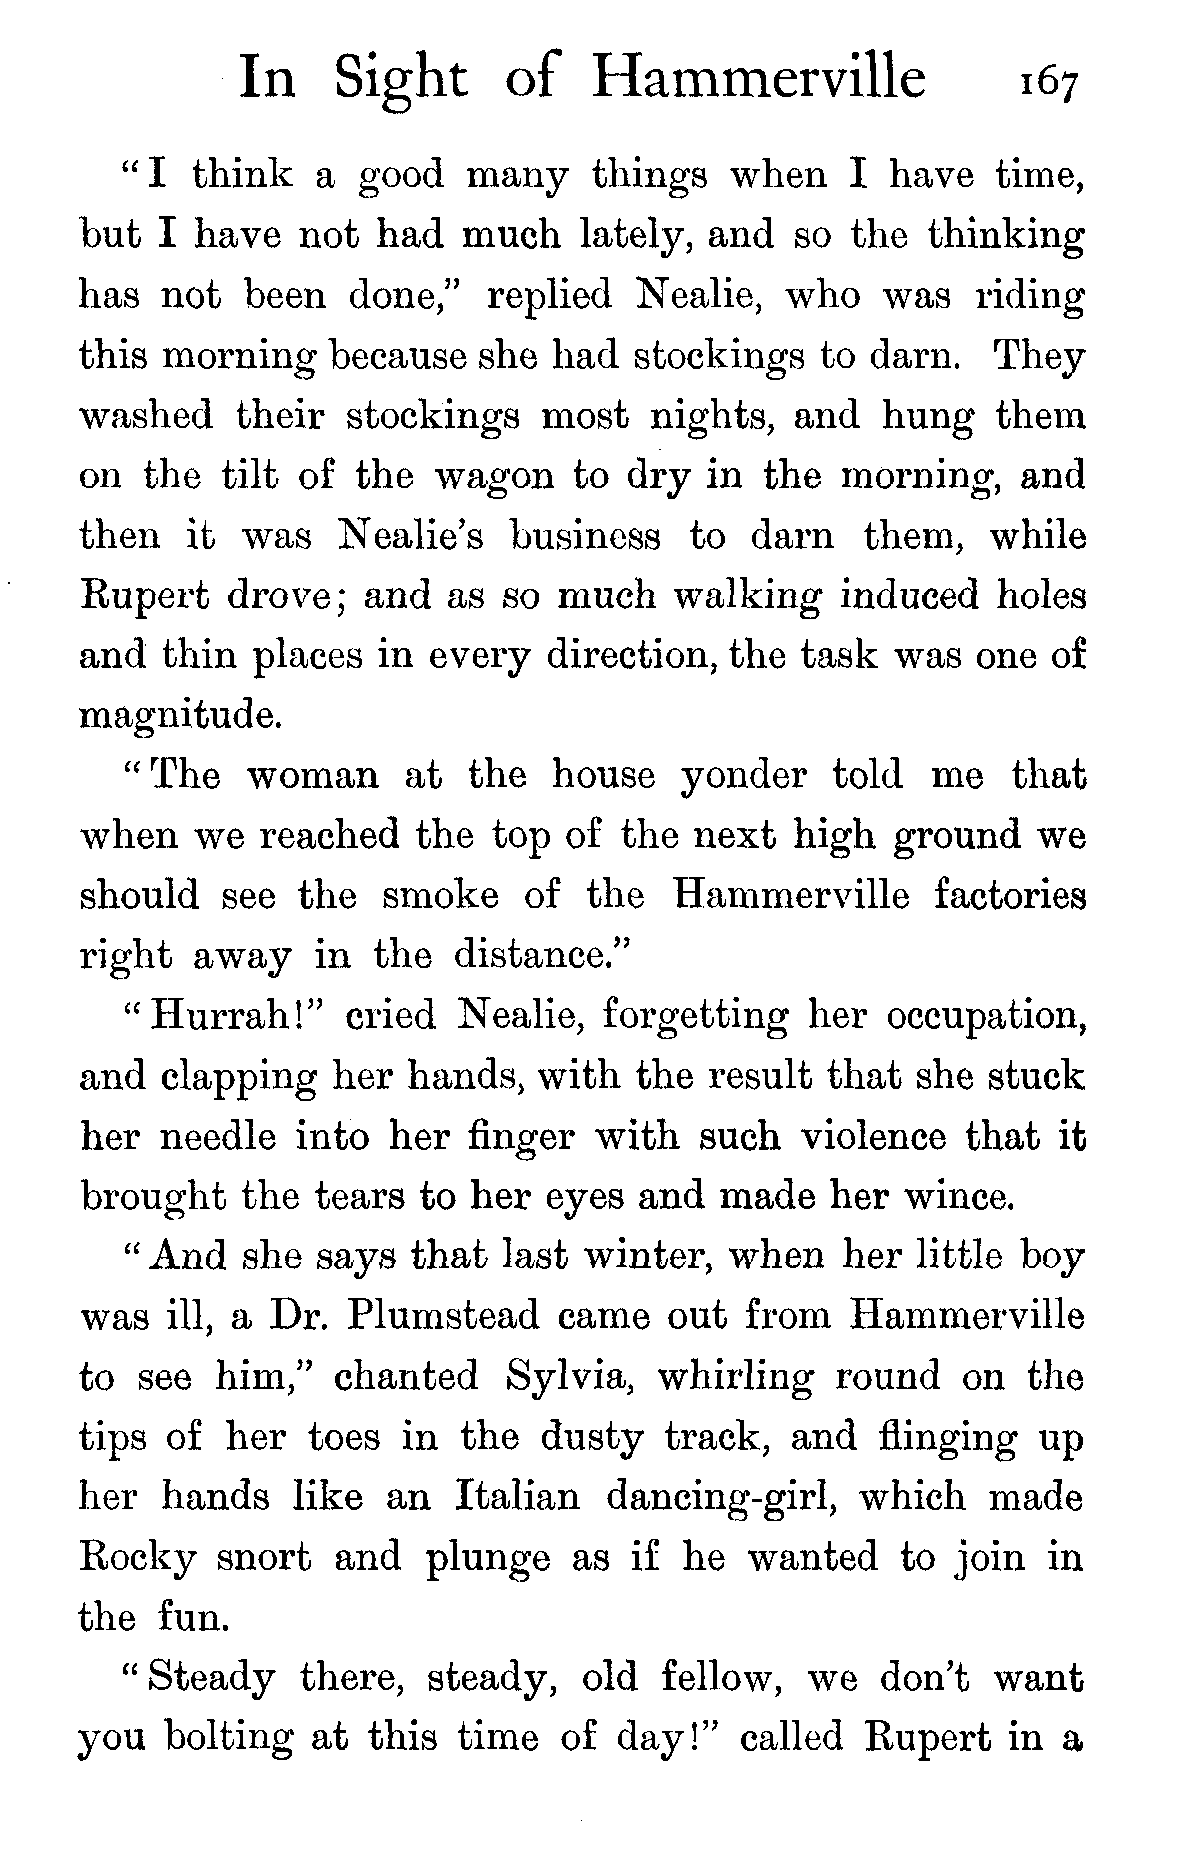 In Sight of Hammerville 167
“I think a good many things when I have time,
but I have not had much lately, and so the thinking
has not been done,” replied Nealie, who was riding
this morning because she had stockings to darn. They
washed their stockings most nights, and hung them
on the tilt of the wagon to dry in the morning, and
then it was Nealie’s business to darn them, while
Rupert drove; and as so much walking induced holes
and thin places in every direction, the task was one of
magnitude.
“The woman at the house yonder told me that
when we reached the top of the next high ground we
should see the smoke of the Hammerville factories
right away in the distance.”
“Hurrah!” cried Nealie, forgetting her occupation,
and clapping her hands, with the result that she stuck
her needle into her finger with such violence that it
brought the tears to her eyes and made her wince.
“And she says that last winter, when her little boy
was ill, a Dr. Plumstead came out from Hammerville
to see him,” chanted Sylvia, whirling round on the
tips of her toes in the dusty track, and flinging up
her hands like an Italian dancing-girl, which made
Rocky snort and plunge as if he wanted to join in
the fun.
“Steady there, steady, old fellow, we don’t want
you bolting at this time of day!” called Rupert in a